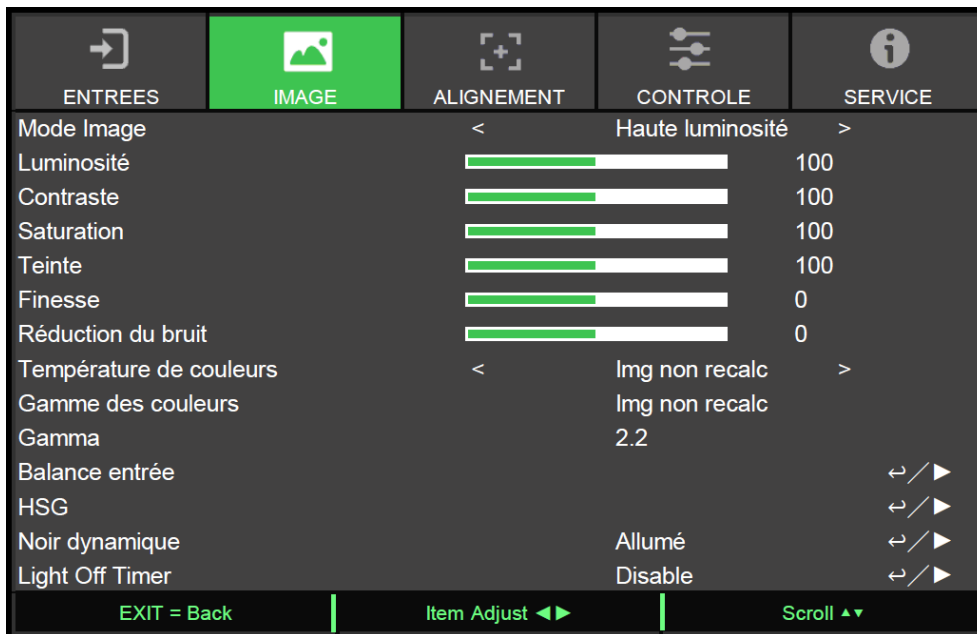 ENTREES IMAGE ALIGNEMENT CONTROLE SERVICE
Mode Image < Haute luminosité >
Luminosité 100
Contraste 100
Saturation 100
Teinte 100
Finesse 0
Réduction du bruit 0
Température de couleurs < Img non recalc >
Gamme des couleurs Img non recalc
Gamma 2.2
Balance entrée ↩/▶
HSG ↩/▶
Noir dynamique Allumé ↩/▶
Light Off Timer Disable ↩/▶
EXIT = Back Item Adjust ◀▶ Scroll ▲▼